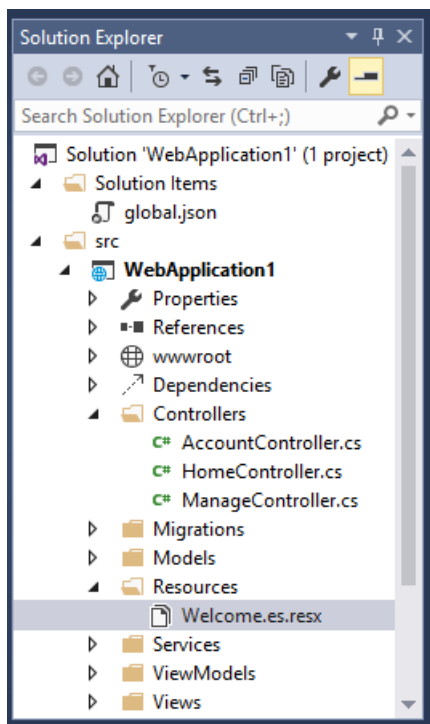 Solution Explorer
Search Solution Explorer (Ctrl+;)
Solution 'WebApplication1' (1 project)
Solution Items
global.json
src
WebApplication1
Properties
References
wwwroot
Dependencies
Controllers
C# AccountController.cs
C# HomeController.cs
C# ManageController.cs
Migrations
Models
Resources
Welcome.es.resx
Services
ViewModels
Views